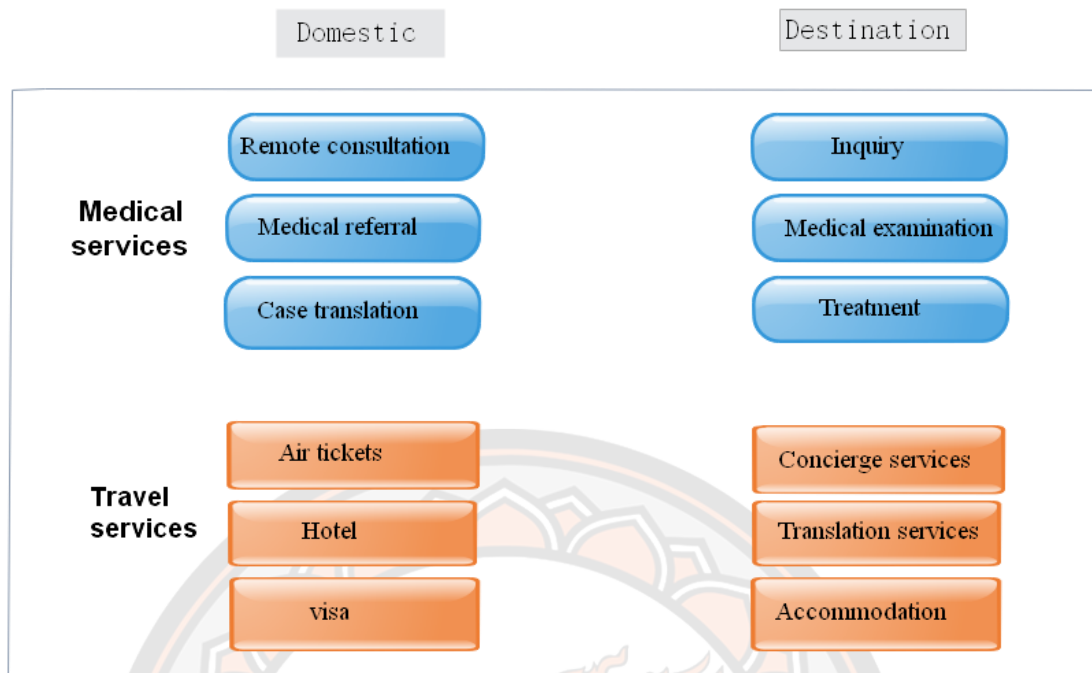 Domestic
Destination
Medical
services
Remote consultation
Inquiry
Medical referral
Medical examination
Case translation
Treatment
Travel
services
Air tickets
Concierge services
Hotel
Translation services
visa
Accommodation